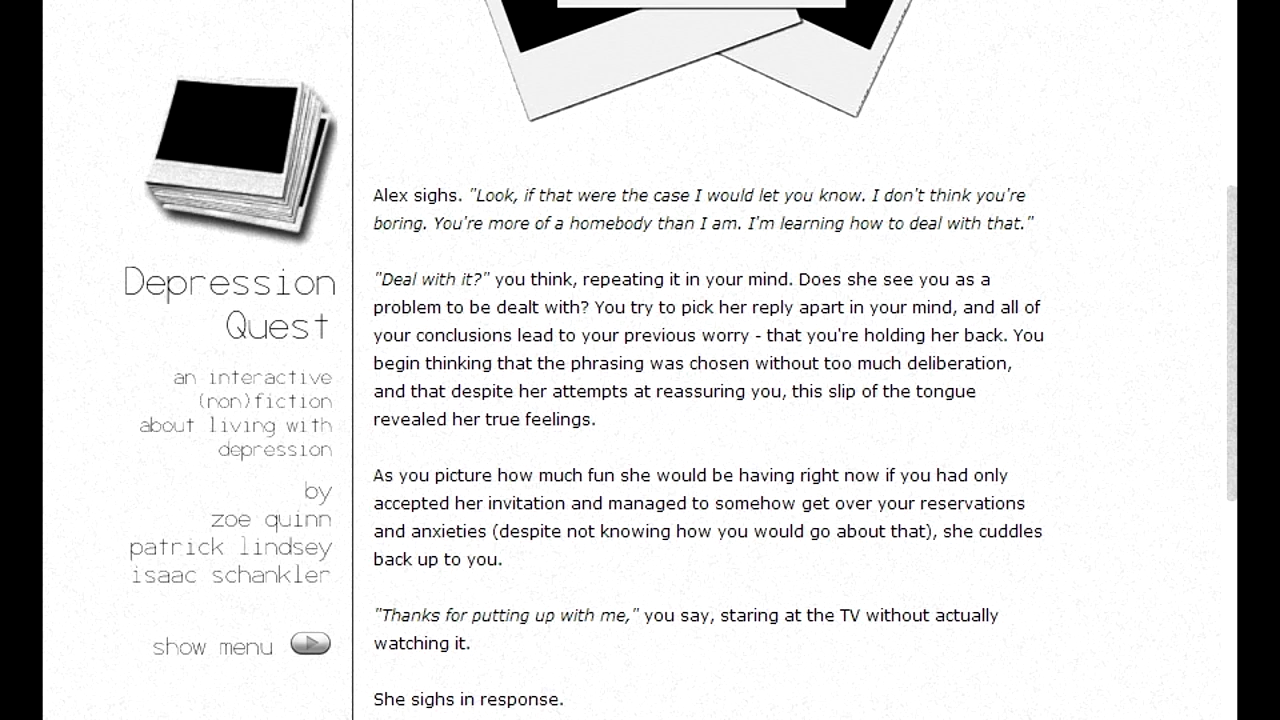 Depression
Quest
an interactive
(non)fiction
about living with
depression
by
zoe quinn
patrick lindsey
isaac schankler
show menu
Alex sighs. "Look, if that were the case I would let you know. I don't think you're
boring. You're more of a homebody than I am. I'm learning how to deal with that."
"Deal with it?" you think, repeating it in your mind. Does she see you as a
problem to be dealt with? You try to pick her reply apart in your mind, and all of
your conclusions lead to your previous worry - that you're holding her back. You
begin thinking that the phrasing was chosen without too much deliberation,
and that despite her attempts at reassuring you, this slip of the tongue
revealed her true feelings.
As you picture how much fun she would be having right now if you had only
accepted her invitation and managed to somehow get over your reservations
and anxieties (despite not knowing how you would go about that), she cuddles
back up to you.
"Thanks for putting up with me," you say, staring at the TV without actually
watching it.
She sighs in response.